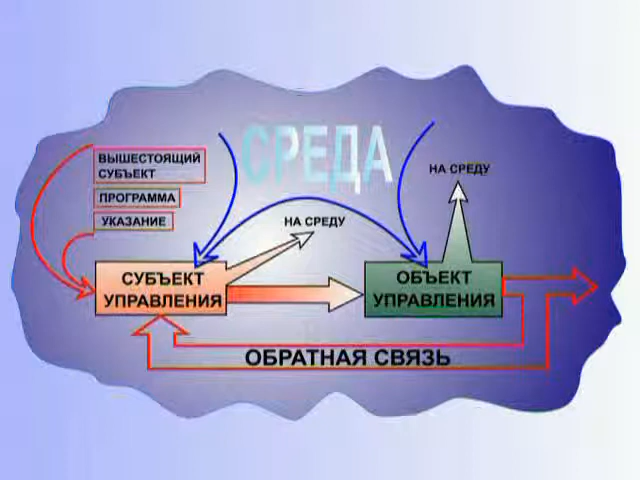 СРЕДА
ВЫШЕСТОЯЩИЙ
СУБЪЕКТ
ПРОГРАММА
УКАЗАНИЕ
НА СРЕДУ
НА СРЕДУ
СУБЪЕКТ
УПРАВЛЕНИЯ
ОБЪЕКТ
УПРАВЛЕНИЯ
ОБРАТНАЯ СВЯЗЬ